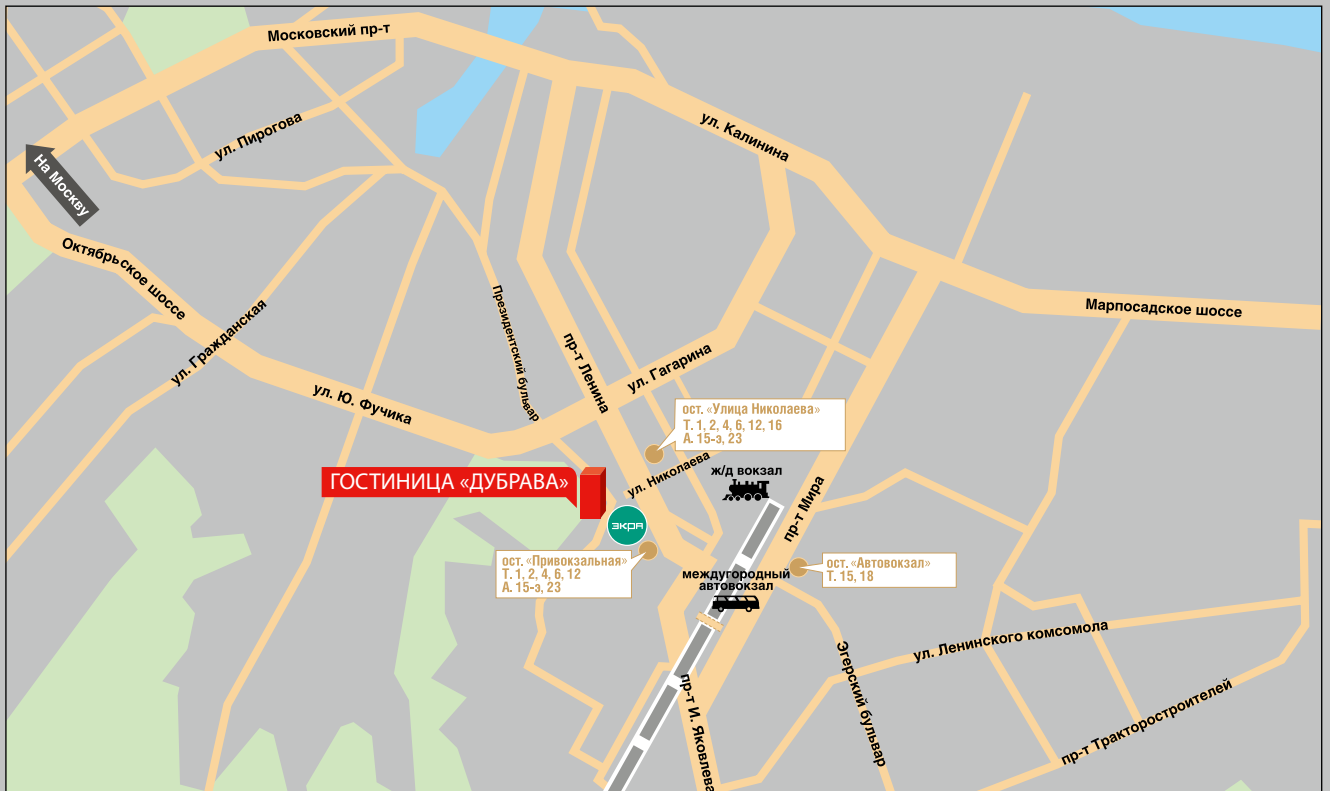 Московский пр-т
ул. Пирогова
ул. Калинина
На Москву
Октябрьское шоссе
ул. Гражданская
Президентский бульвар
Марпосадское шоссе
пр-т Ленина
ул. Гагарина
ул. Ю. Фучика
ост. «Улица Николаева»
Т. 1, 2, 4, 6, 12, 16
А. 15-э, 23
ул. Николаева
ж/д вокзал
ГОСТИНИЦА «ДУБРАВА»
пр-т Мира
ЭКРА
ост. «Привокзальная»
Т. 1, 2, 4, 6, 12
А. 15-э, 23
междугородный
автовокзал
ост. «Автовокзал»
Т. 15, 18
ул. Ленинского комсомола
Эгерский бульвар
пр-т И. Яковлева
пр-т Тракторостроителей